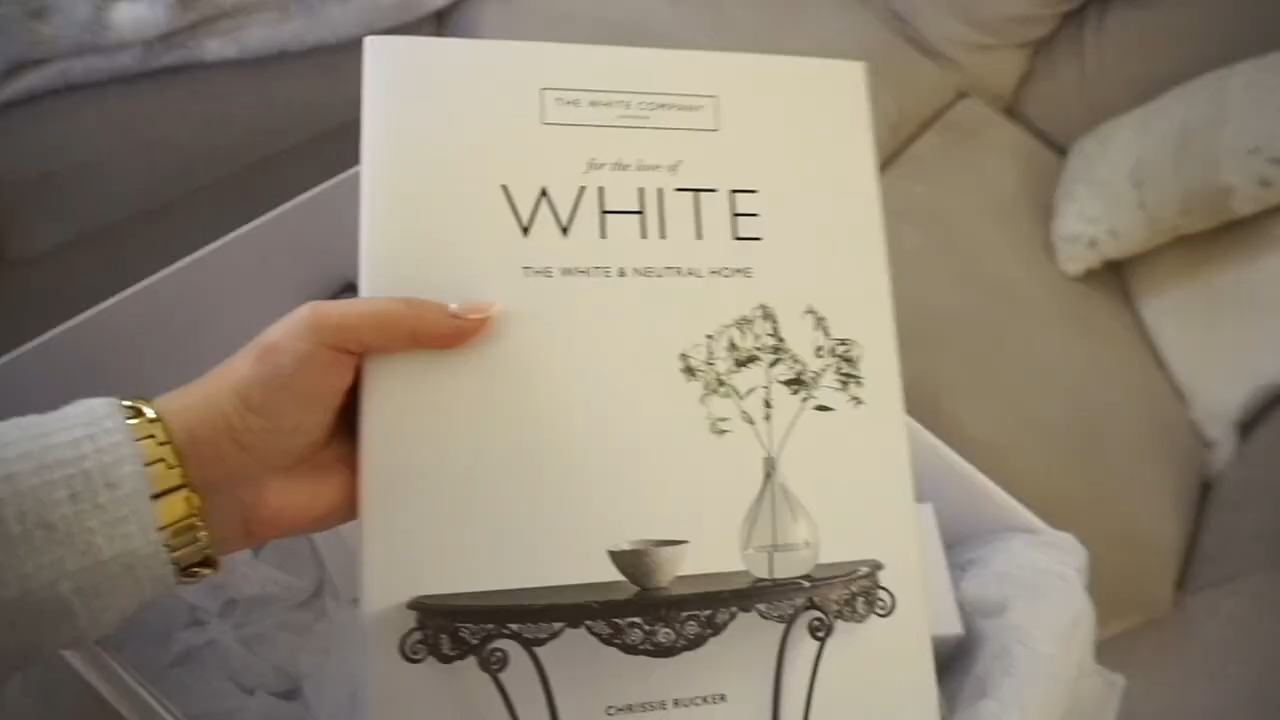 THE WHITE COMPANY
for the love of
WHITE
THE WHITE & NEUTRAL HOME
CHRISSIE RUCKER